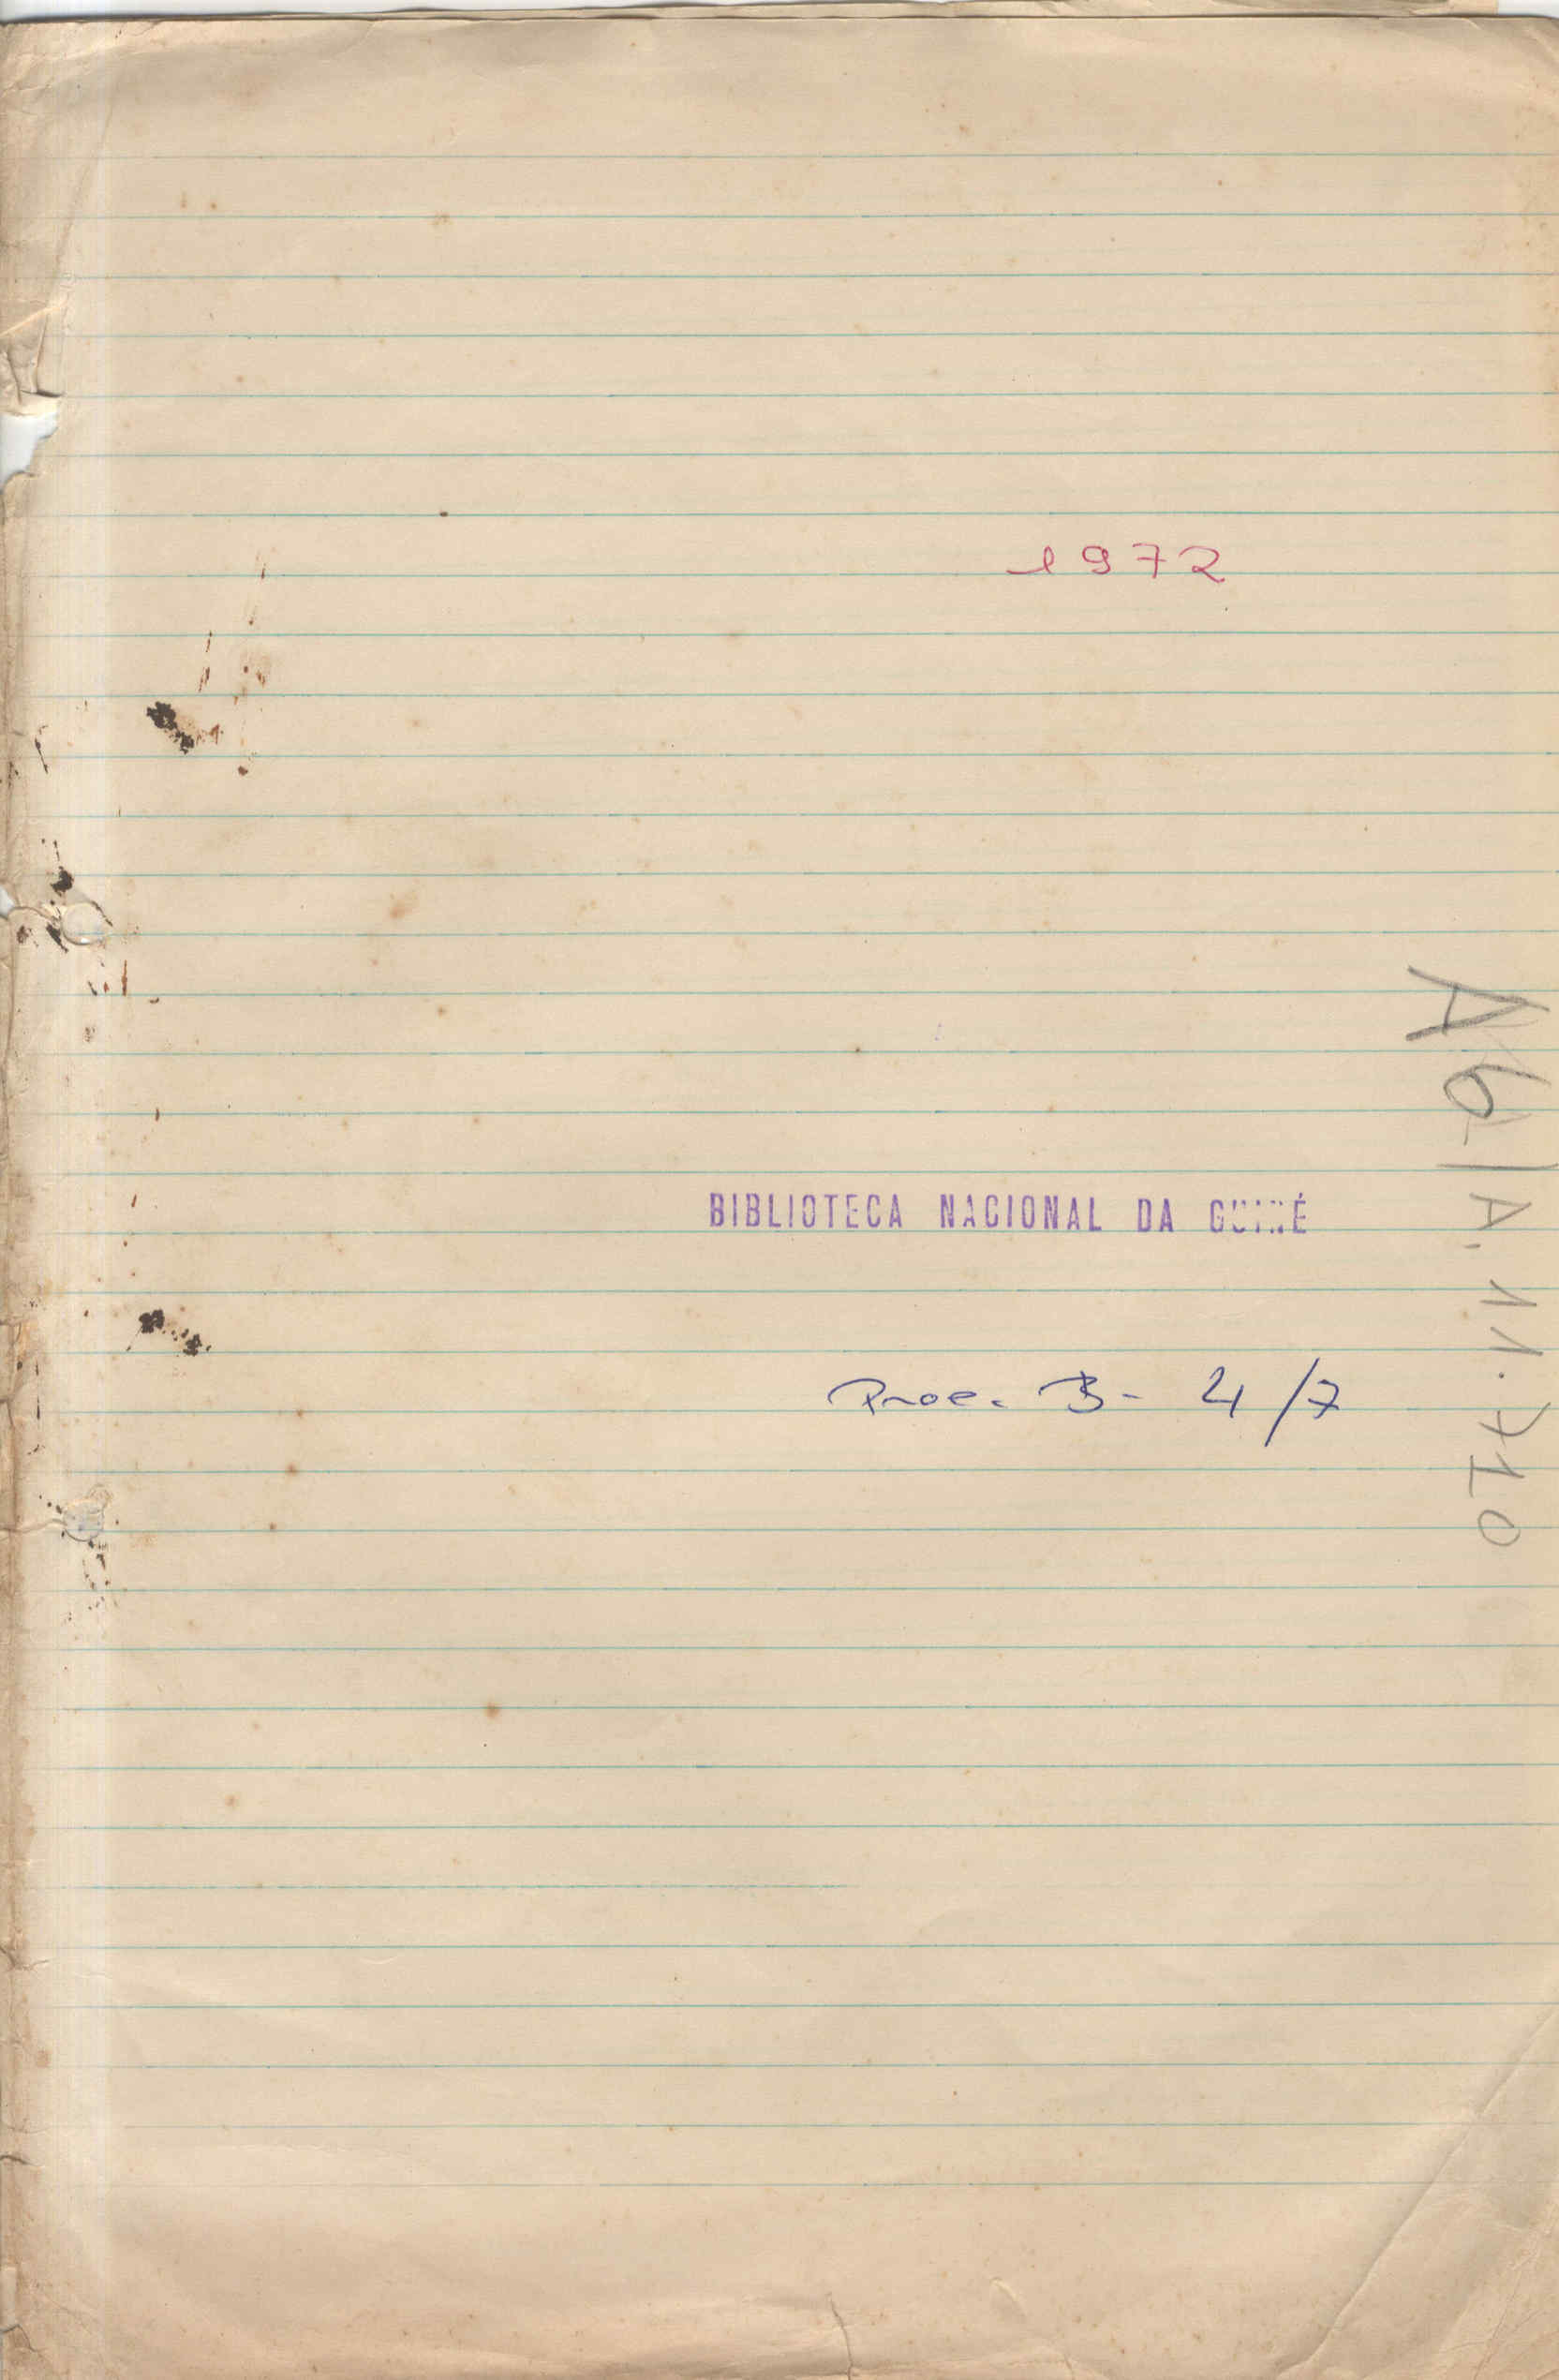 1972
BIBLIOTECA NACIONAL DA GUINÉ
Proc. B- 4/7
A6/A.11.710